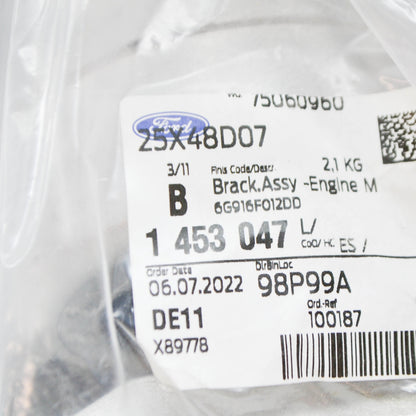 75060960
Ford
25X48D07
3/11 Finis Code/Descr. 2,1 KG
B Brack.Assy -Engine M
6G916F012DD
1 453 047 L/
CoO/ HC ES /
Order Date DirBinLoc
06.07.2022 98P99A
Ord.-Ref
DE11 100187
X89778